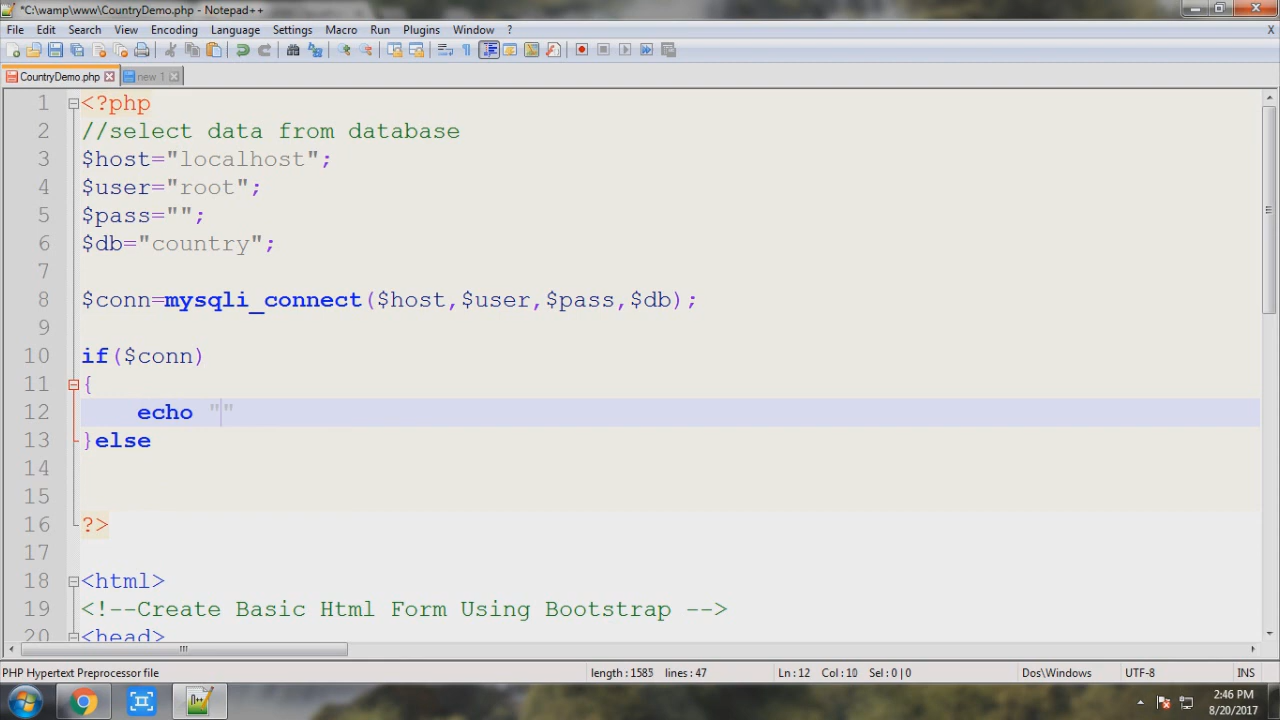 *C:\wamp\www\CountryDemo.php - Notepad++
File Edit Search View Encoding Language Settings Macro Run Plugins Window ? X
CountryDemo.php new 1
1 <?php
2 //select data from database
3 $host="localhost";
4 $user="root";
5 $pass="";
6 $db="country";
7
8 $conn=mysqli_connect($host,$user,$pass,$db);
9
10 if($conn)
11 {
12 echo ""
13 }else
14
15
16 ?>
17
18 <html>
19 <!--Create Basic Html Form Using Bootstrap -->
20 <head>
PHP Hypertext Preprocessor file length : 1585 lines : 47 Ln : 12 Col : 10 Sel : 0 | 0 Dos\Windows UTF-8 INS
2:46 PM
8/20/2017